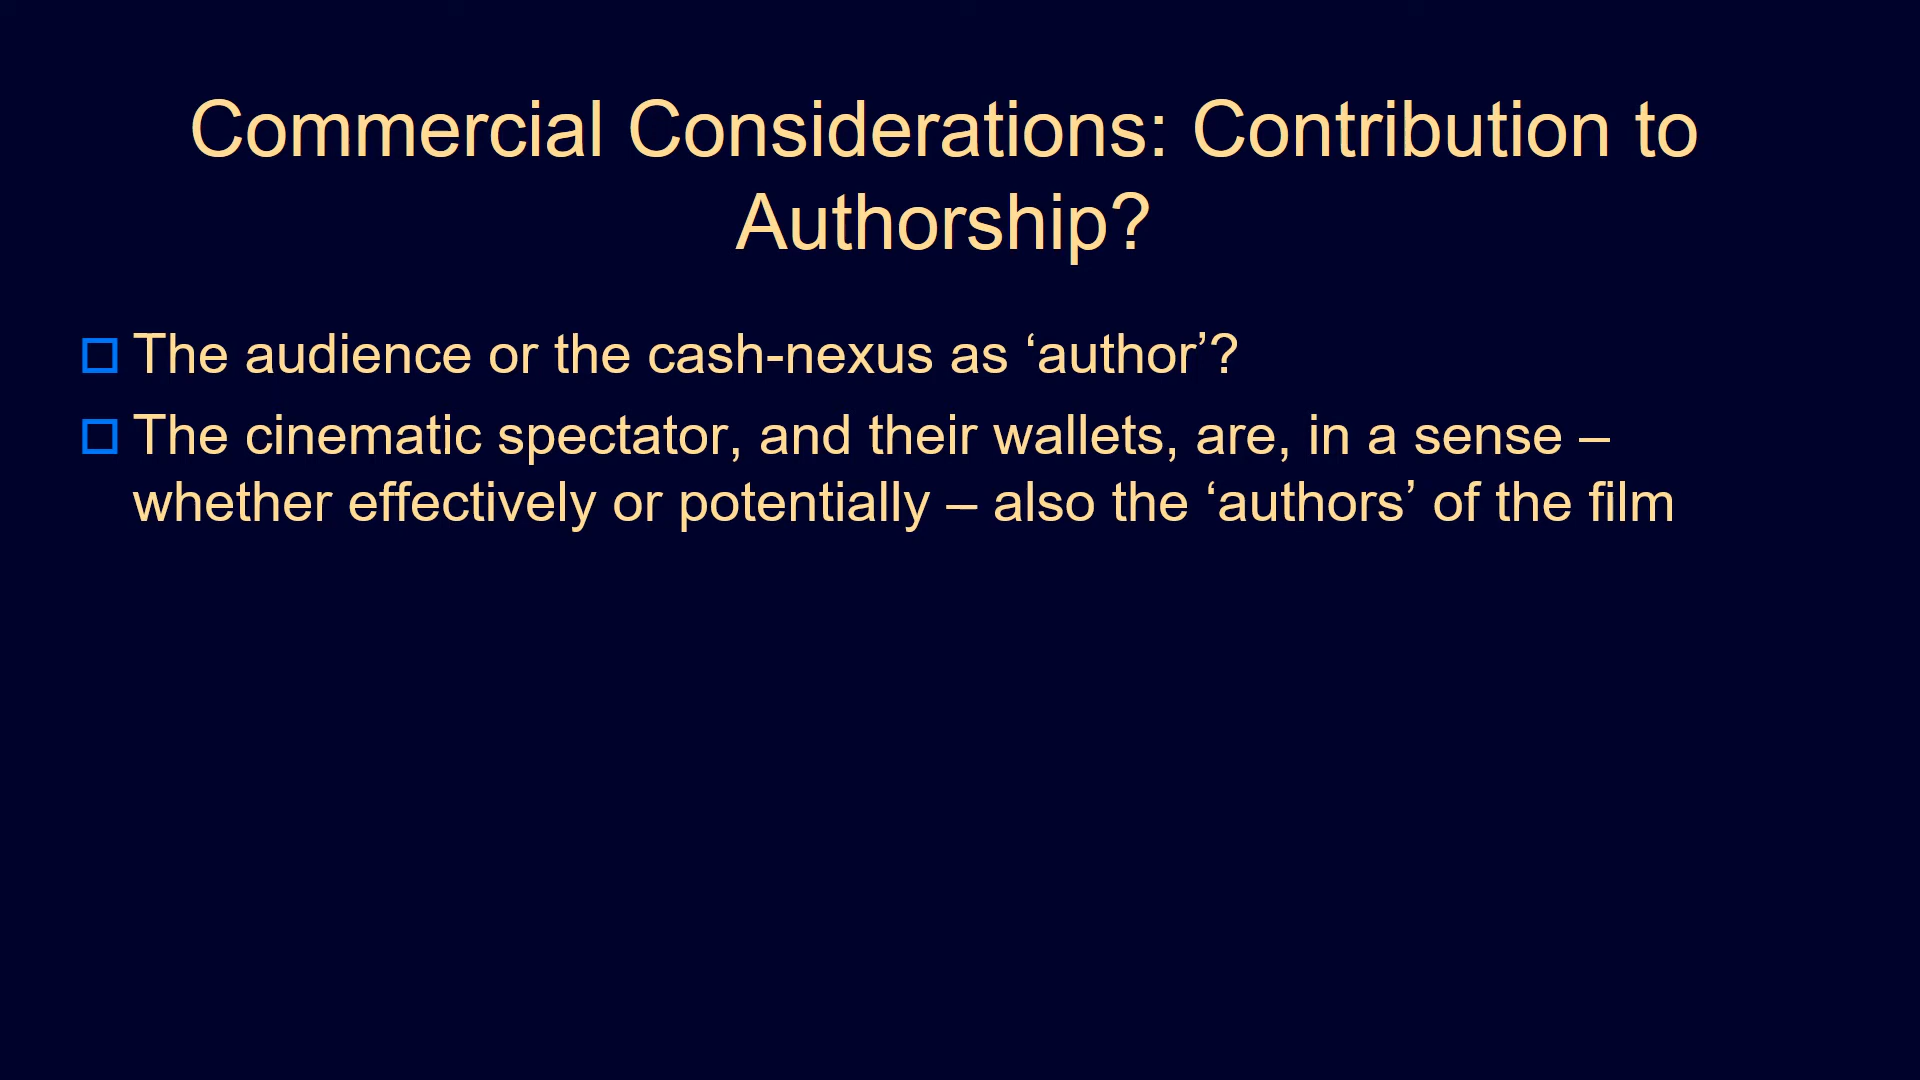 Commercial Considerations: Contribution to
Authorship?
The audience or the cash-nexus as ‘author’?
The cinematic spectator, and their wallets, are, in a sense –
whether effectively or potentially – also the ‘authors’ of the film